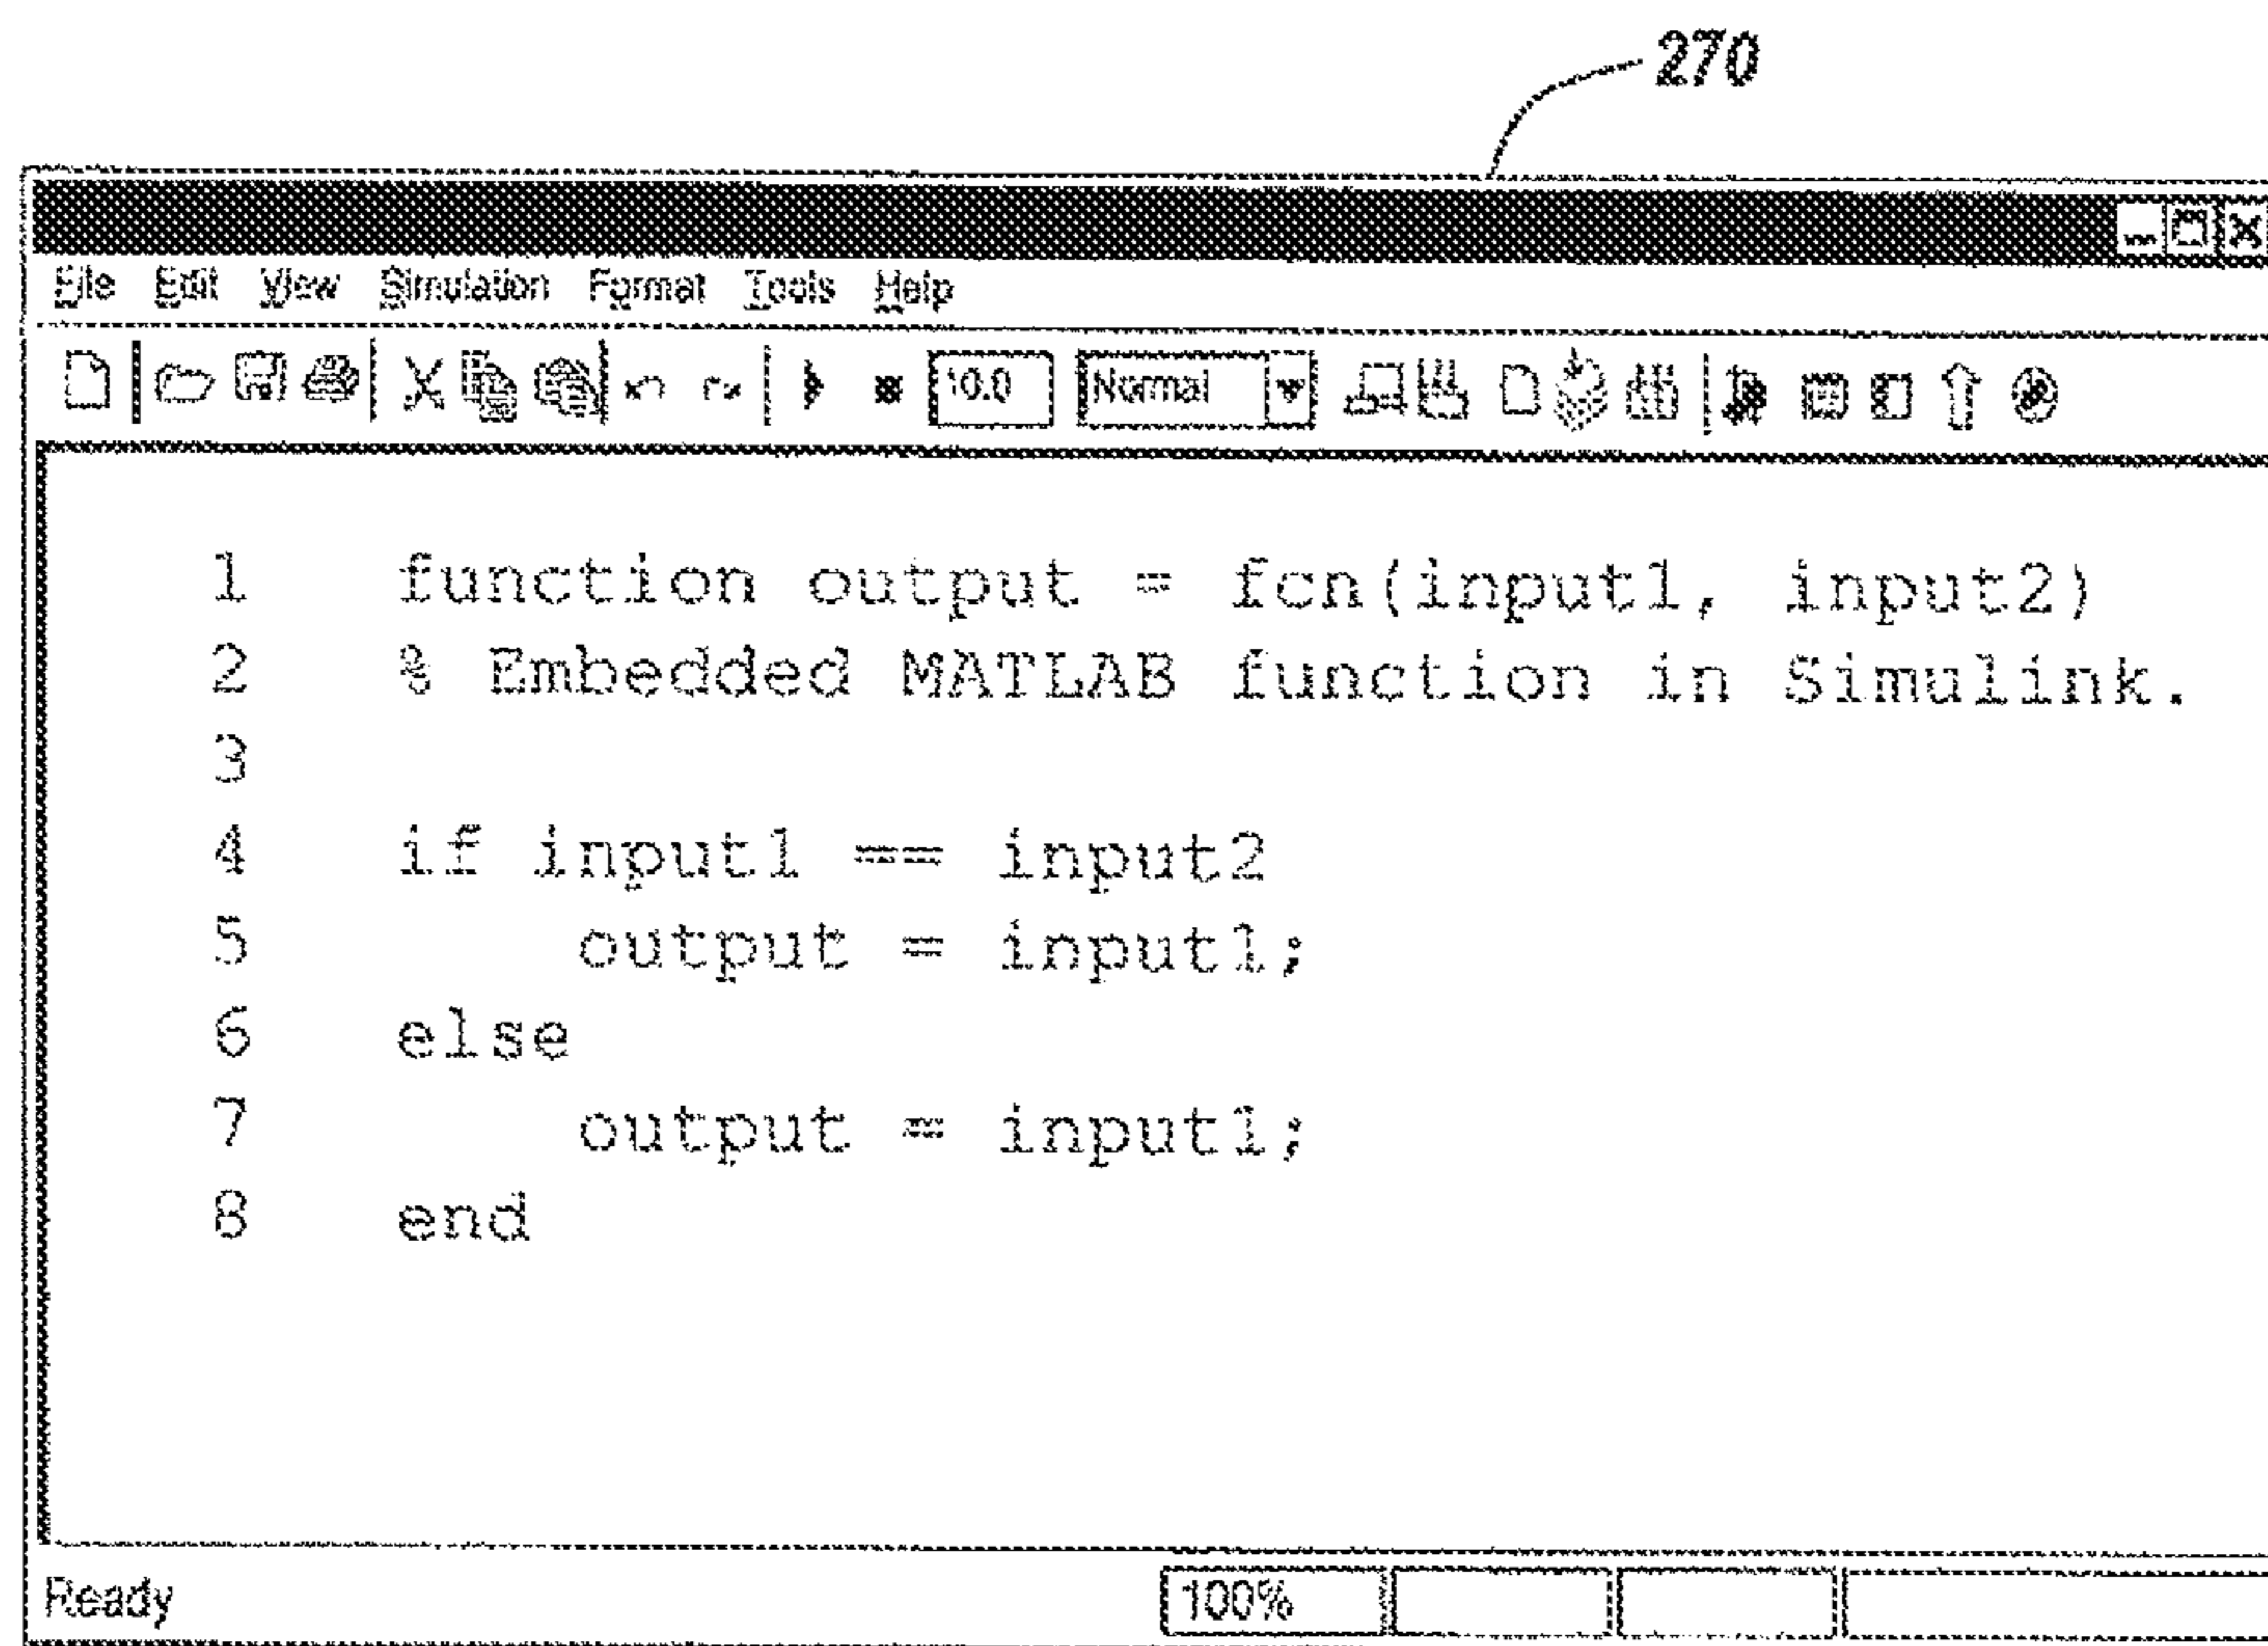 270
File Edit View Simulation Format Tools Help
10.0 Normal
1 function output = fcn(input1, input2)
2 % Embedded MATLAB function in Simulink.
3
4 if input1 == input2
5 output = input1;
6 else
7 output = input1;
8 end
Ready 100%